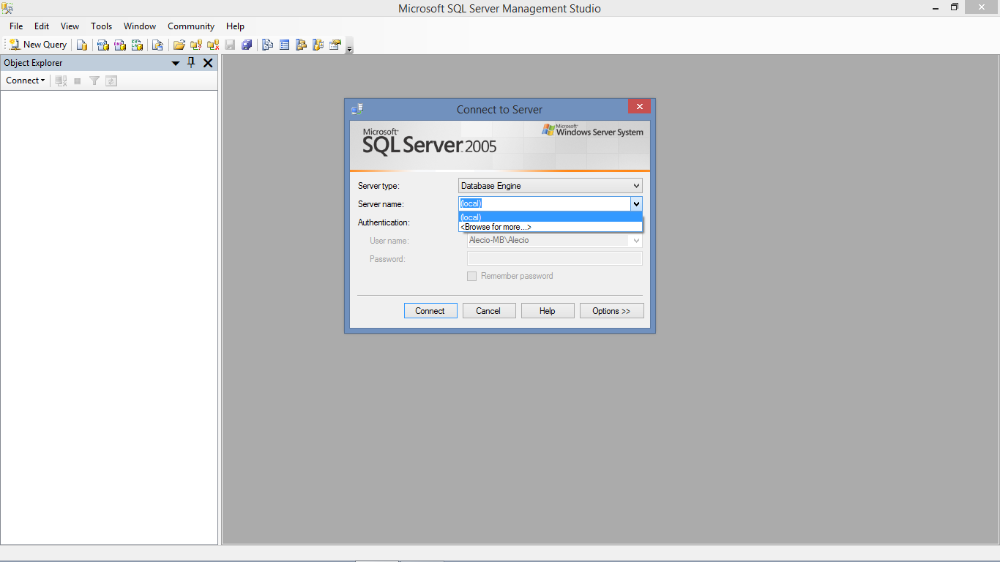 Microsoft SQL Server Management Studio
File Edit View Tools Window Community Help
New Query
Object Explorer
Connect
Connect to Server
Microsoft
SQL Server 2005
Microsoft
Windows Server System
Server type: Database Engine
Server name: (local)
(local)
Authentication:
<Browse for more...>
User name: Alecio-MB\Alecio
Password:
Remember password
Connect Cancel Help Options >>